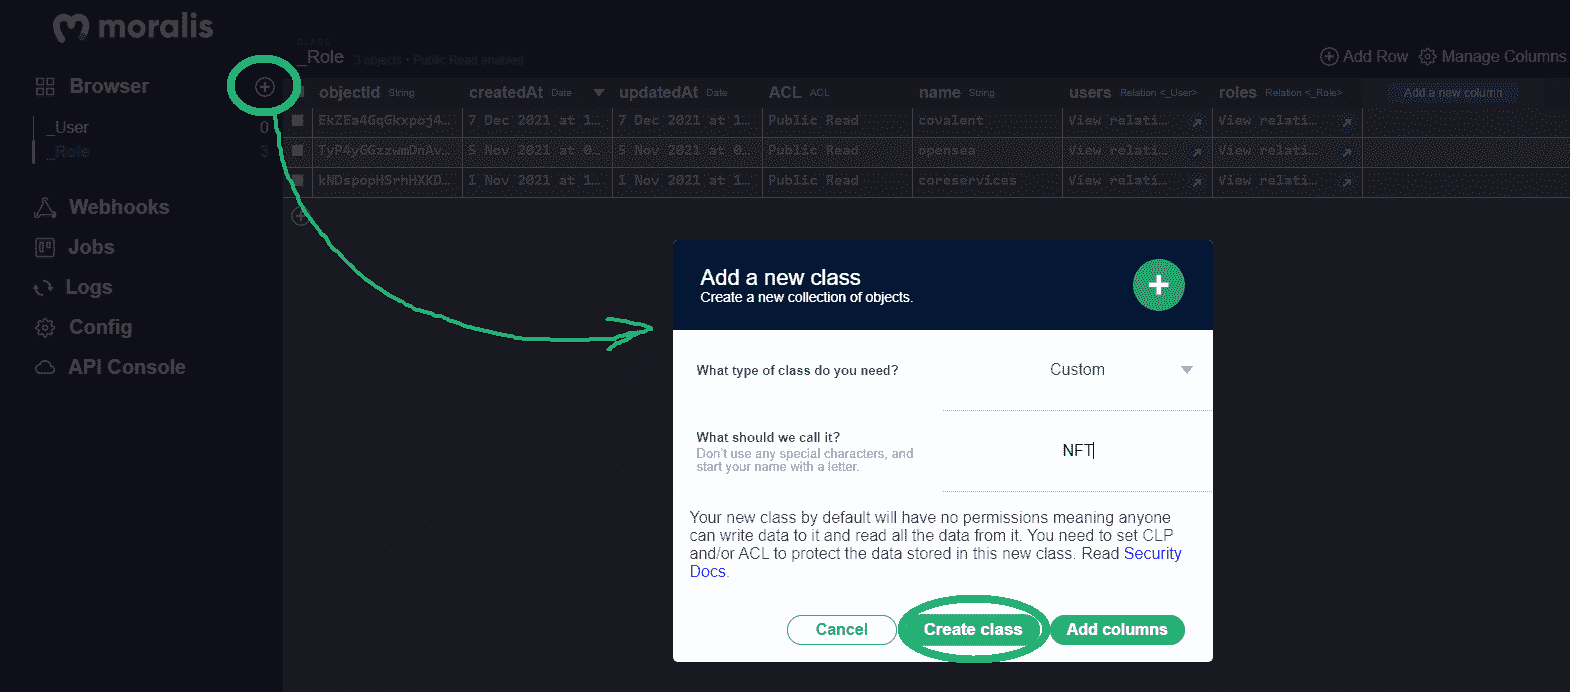 moralis
CLASS
_Role 3 objects • Public Read enabled
Add Row Manage Columns
Browser
objectId String createdAt Date updatedAt Date ACL ACL name String users Relation <_User> roles Relation <_Role> Add a new column
_User 0
EkZEa4GqGkxpoj4… 7 Dec 2021 at 1… 7 Dec 2021 at 1… Public Read covalent View relati… View relati…
_Role 3
TyP4yGGzzwmDnAv… 5 Nov 2021 at 0… 5 Nov 2021 at 0… Public Read opensea View relati… View relati…
kNDspopHSrhHXKD… 1 Nov 2021 at 1… 1 Nov 2021 at 1… Public Read coreservices View relati… View relati…
Webhooks
Jobs
Logs
Config
API Console
Add a new class
Create a new collection of objects.
What type of class do you need? Custom
What should we call it?
Don't use any special characters, and
start your name with a letter.
NFT
Your new class by default will have no permissions meaning anyone
can write data to it and read all the data from it. You need to set CLP
and/or ACL to protect the data stored in this new class. Read Security
Docs.
Cancel Create class Add columns